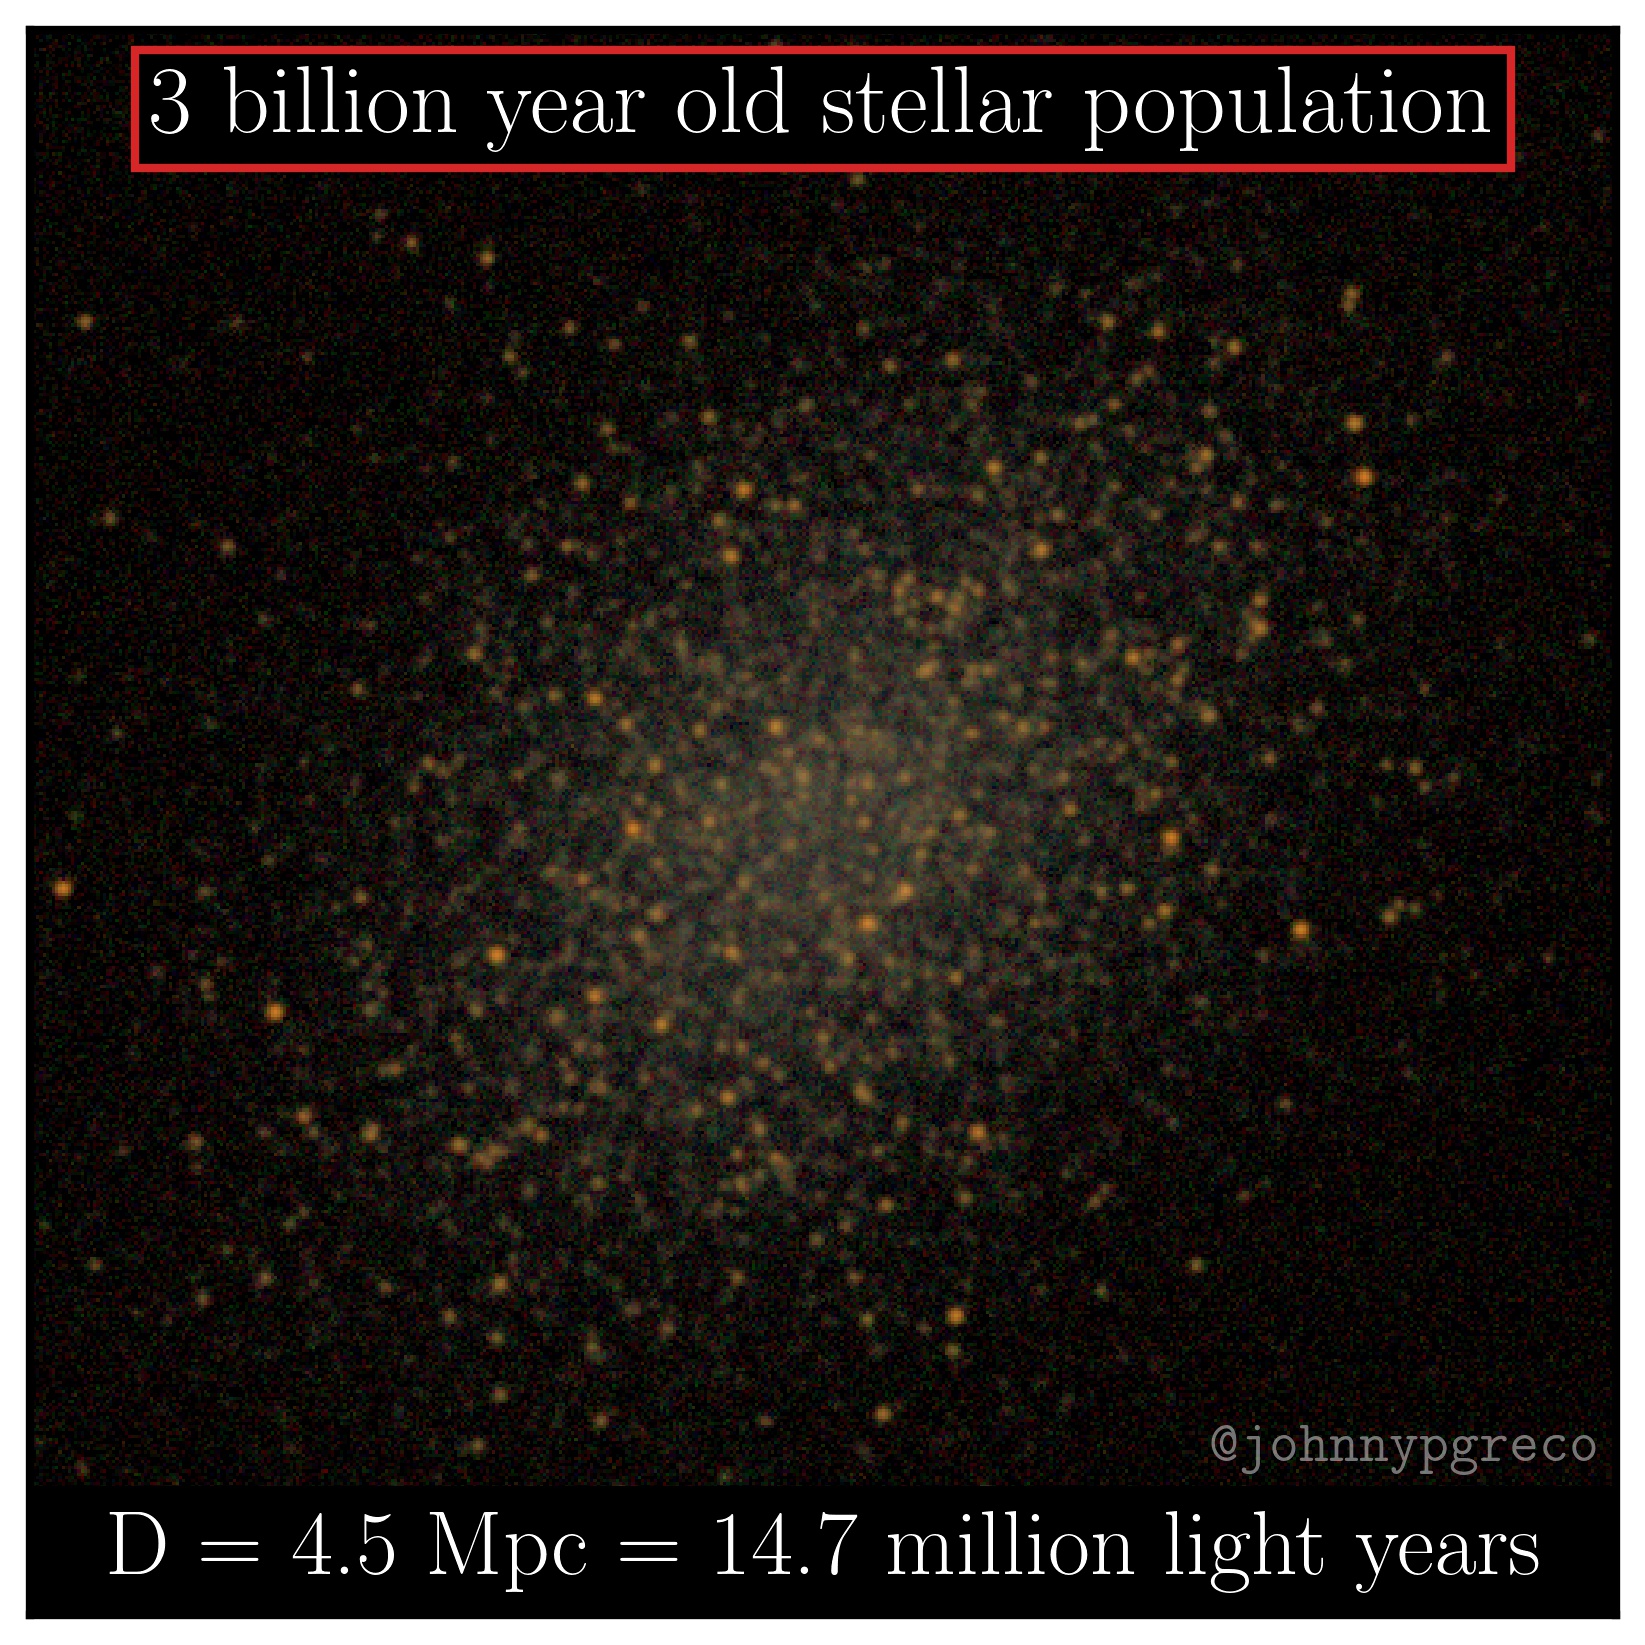 3 billion year old stellar population
@johnnypgreco
D = 4.5 Mpc = 14.7 million light years